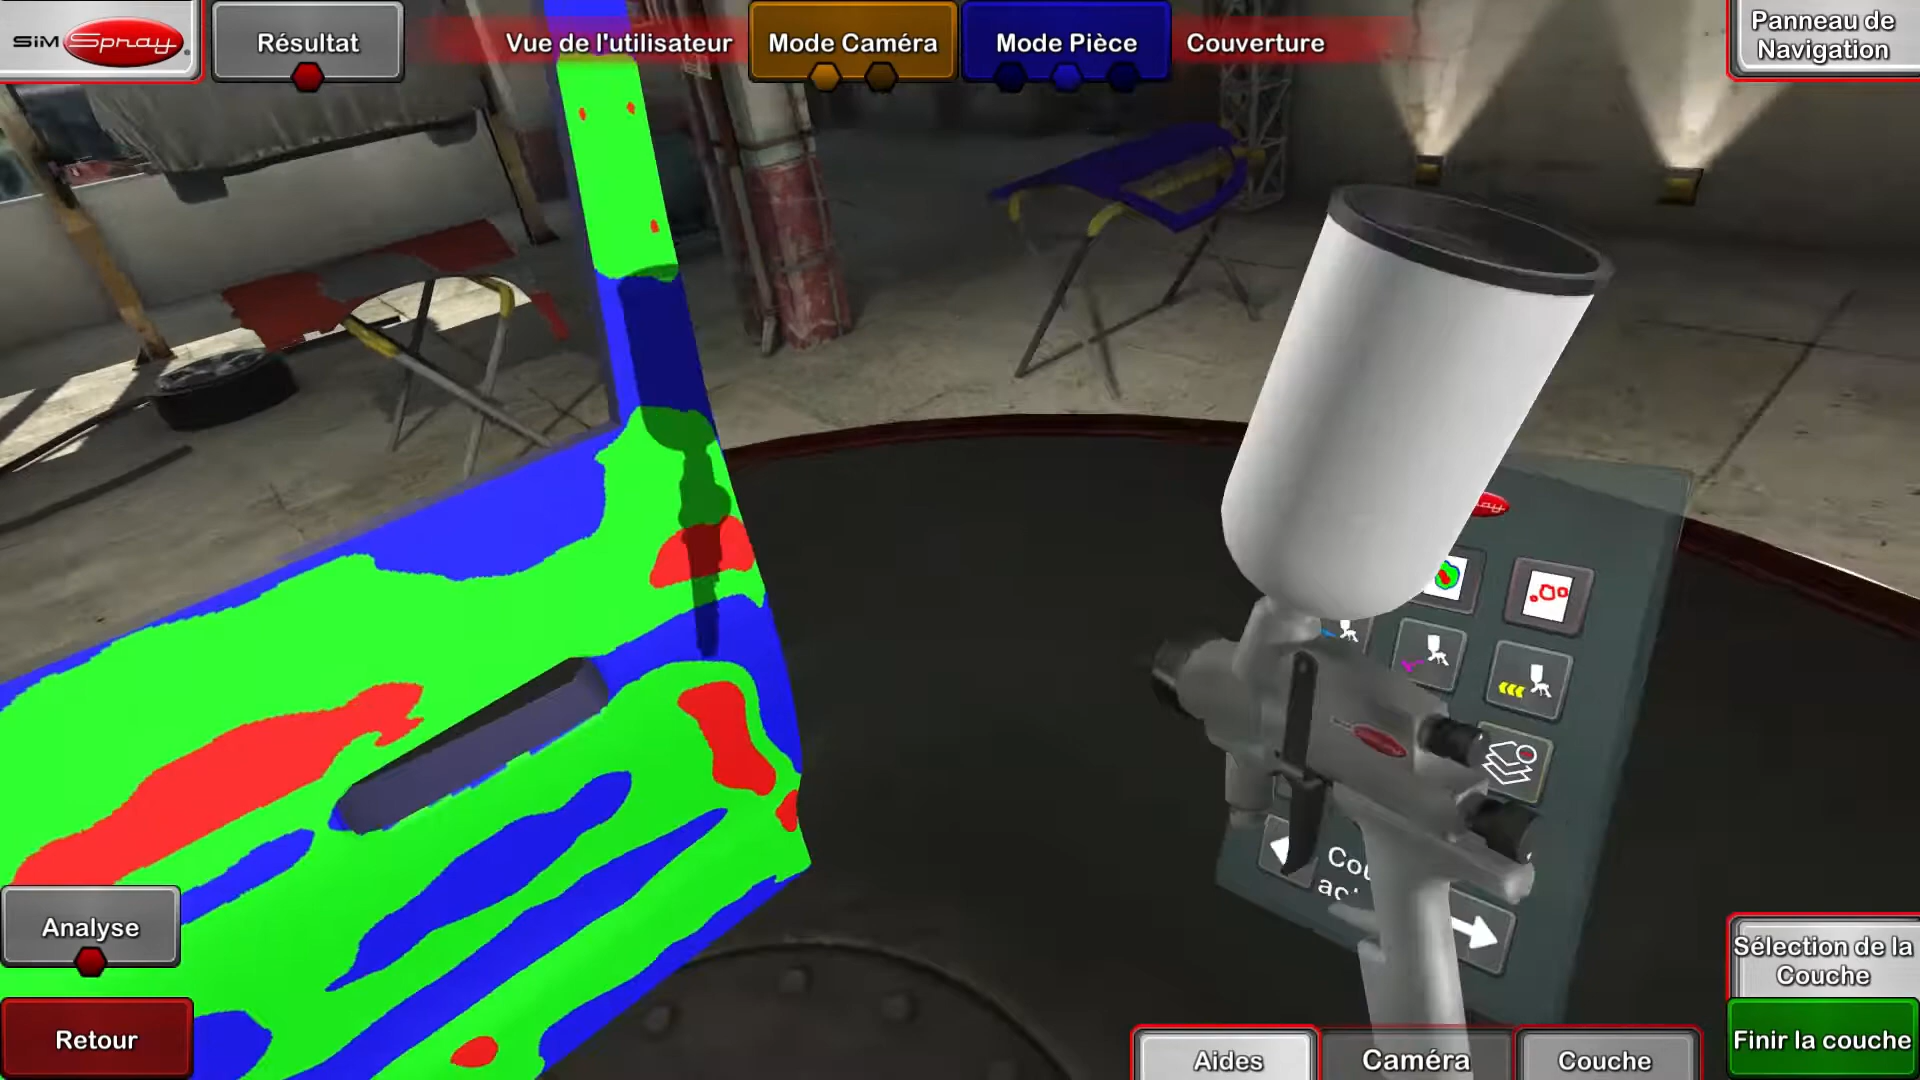 SiM Spray
Résultat
Vue de l'utilisateur
Mode Caméra
Mode Pièce
Couverture
Panneau de
Navigation
Analyse
Retour
Sélection de la
Couche
Finir la couche
Aides
Caméra
Couche